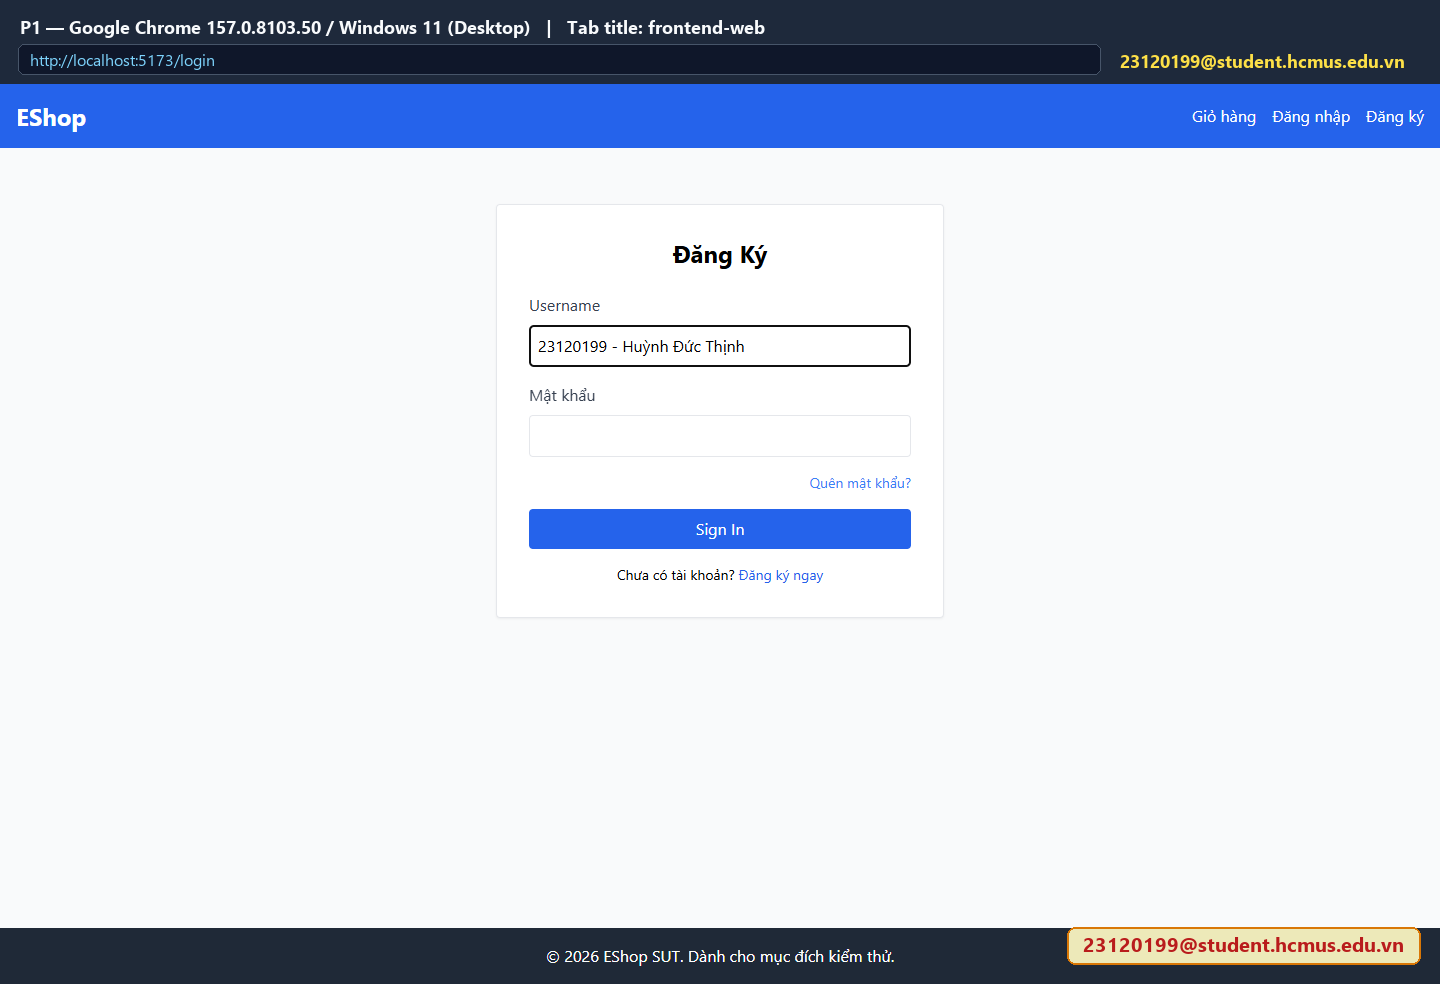 P1 — Google Chrome 157.0.8103.50 / Windows 11 (Desktop) | Tab title: frontend-web
http://localhost:5173/login
23120199@student.hcmus.edu.vn
EShop
Giỏ hàng Đăng nhập Đăng ký
Đăng Ký
Username
23120199 - Huỳnh Đức Thịnh
Mật khẩu
Quên mật khẩu?
Sign In
Chưa có tài khoản? Đăng ký ngay
© 2026 EShop SUT. Dành cho mục đích kiểm thử.
23120199@student.hcmus.edu.vn